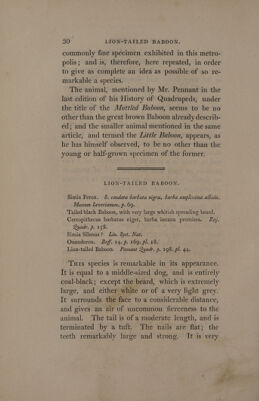 30 LION-TAILED BABOON.
commonly fine specimen exhibited in this metro-
polis; and is, therefore, here repeated, in order
to give as complete an idea as possible of so re-
markable a species.
The animal, mentioned by Mr. Pennant in the
last edition of his History of Quadrupeds, under
the title of the Mottled Baboon, seems to be no
other than the great brown Baboon already describ-
ed; and the smaller animal mentioned in the same
article, and termed the Little Baboon, appears, as
he has himself observed, to be no other than the
young or half-grown specimen of the former.
LION-TAILED BABOON.
Simia Ferox. S. caudata barbata nigra, barba amplissima albida.
Museum Leverianum, p. 69.
Tailed black Baboon, with very large whitish spreading beard.
Cercopithecus barbatus niger, barba incana promissa. Raj.
Quadr. p. 158.
Simia Silenus? Lin. Syst. Nat.
Ouanderou. Buff. 14. p. 169. pl. 18.
Lion-tailed Baboon. Pennant Quadr. p. 198. pl. 44.
This species is remarkable in its appearance.
It is equal to a middle-sized dog, and is entirely
coal-black; except the beard, which is extremely
large, and either white or of a very light grey.
It surrounds the face to a considerable distance,
and gives an air of uncommon fierceness to the
animal. The tail is of a moderate length, and is
terminated by a tuft. The nails are flat; the
teeth remarkably large and strong. It is very